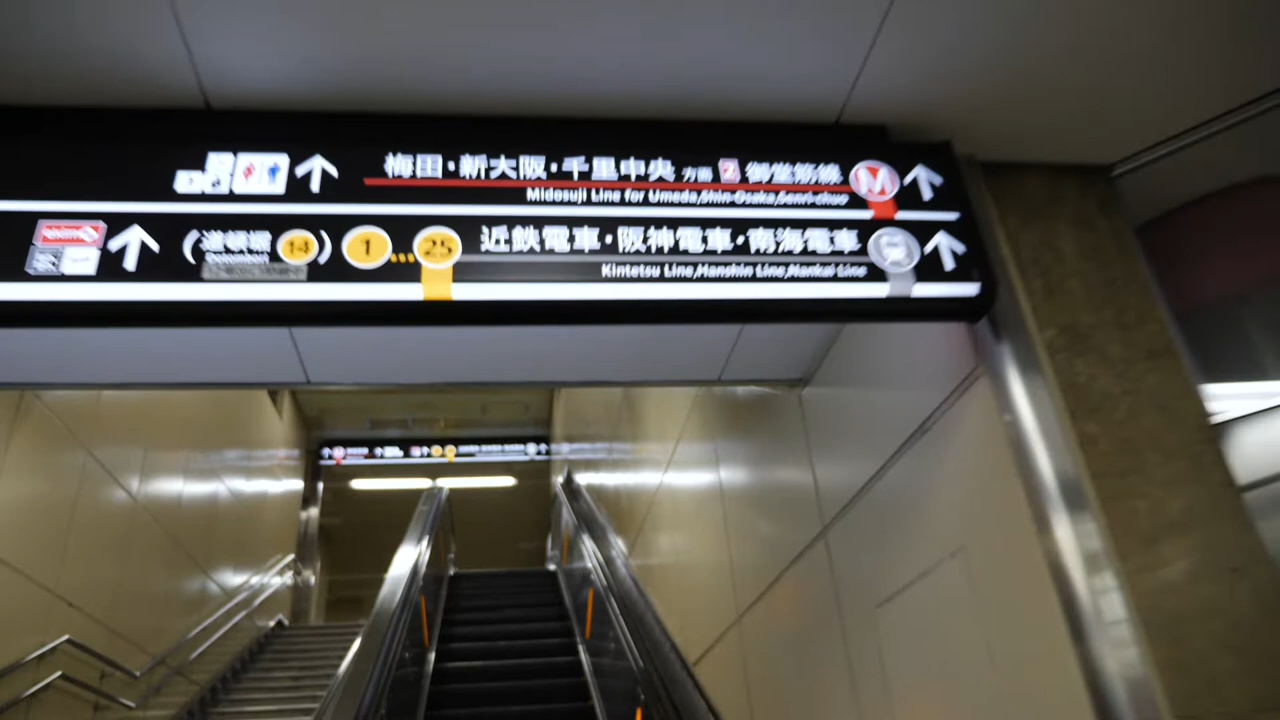 梅田・新大阪・千里中央 方面 2 御堂筋線 M
Midosuji Line for Umeda,Shin-Osaka,Senri-chuo
(道頓堀 14) 1 ... 25 近鉄電車・阪神電車・南海電車
Dotonbori
Kintetsu Line,Hanshin Line,Nankai Line